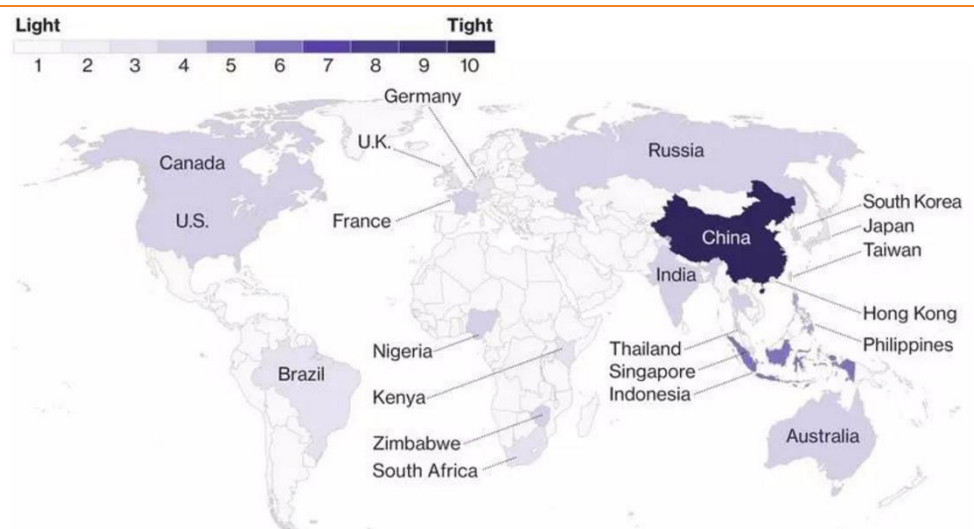 Light Tight
1 2 3 4 5 6 7 8 9 10
Germany
U.K.
Canada
Russia
U.S.
France
South Korea
Japan
China
Taiwan
India
Hong Kong
Philippines
Nigeria
Thailand
Singapore
Brazil
Indonesia
Kenya
Zimbabwe
Australia
South Africa